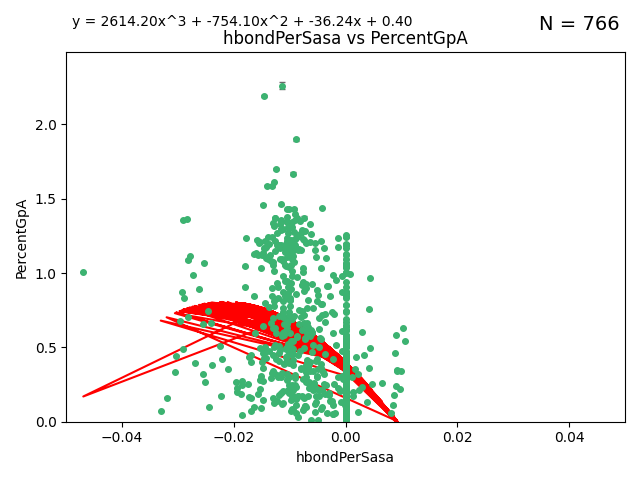 y = 2614.20x^3 + -754.10x^2 + -36.24x + 0.40
N = 766
hbondPerSasa vs PercentGpA
PercentGpA
2.0
1.5
1.0
0.5
0.0
−0.04
−0.02
0.00
0.02
0.04
hbondPerSasa